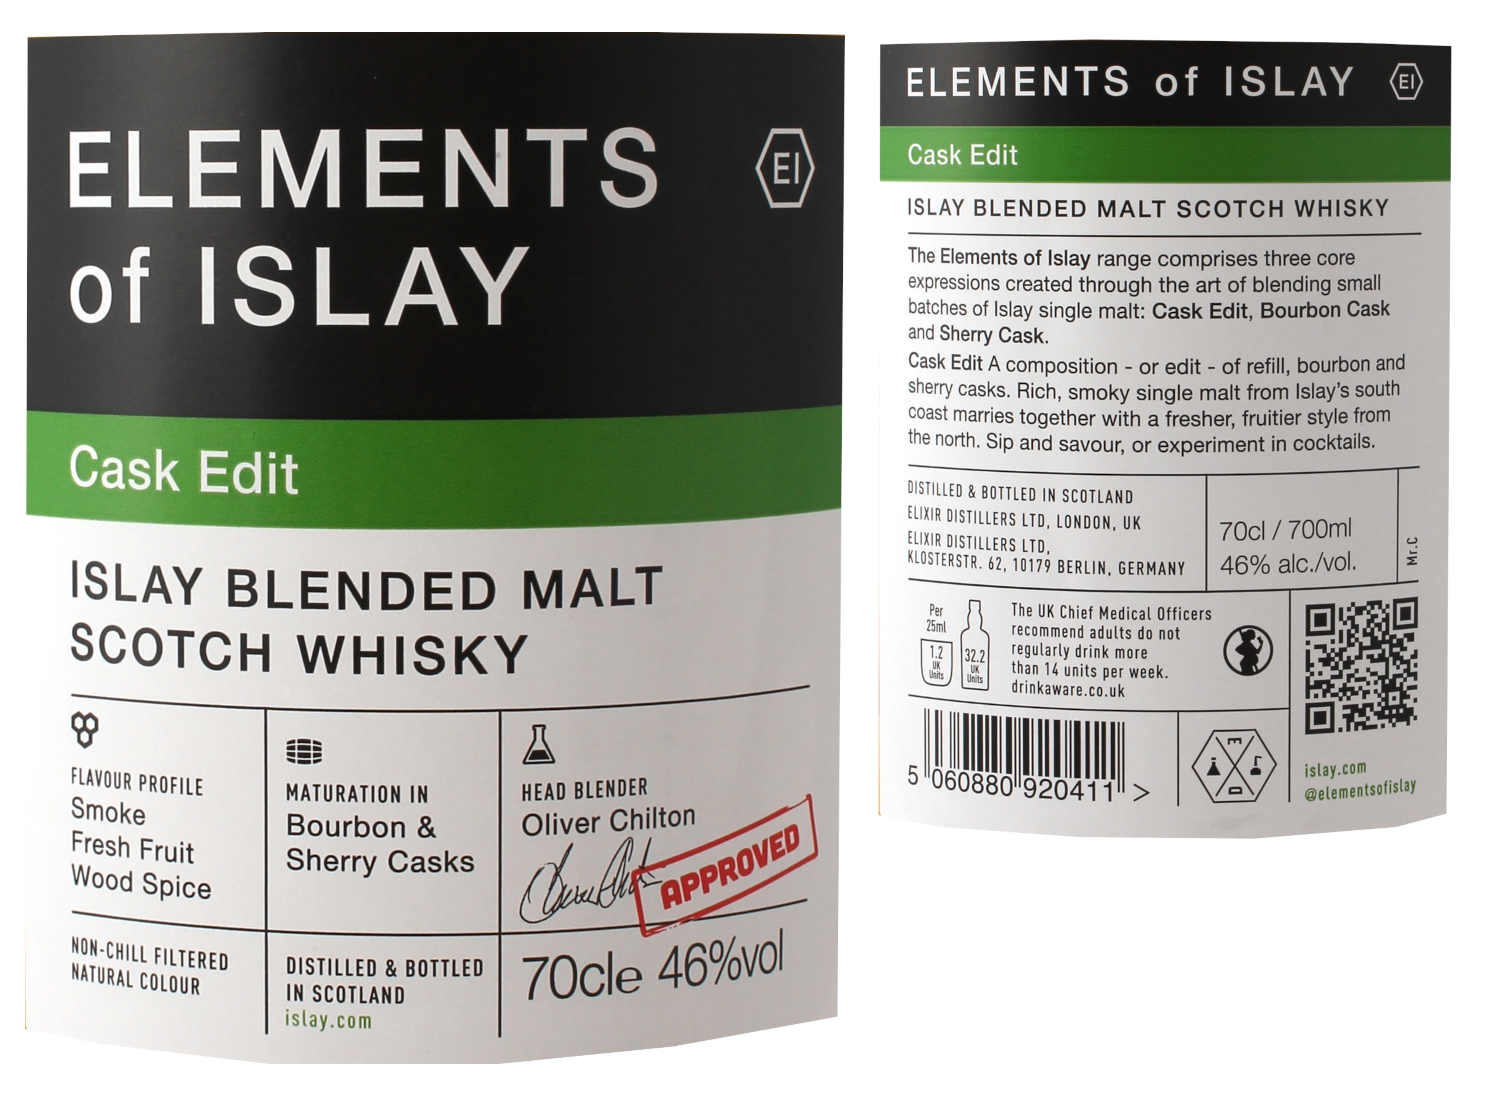 ELEMENTS
of ISLAY
EI
Cask Edit
ISLAY BLENDED MALT
SCOTCH WHISKY
FLAVOUR PROFILE
Smoke
Fresh Fruit
Wood Spice
MATURATION IN
Bourbon &
Sherry Casks
HEAD BLENDER
Oliver Chilton
APPROVED
NON-CHILL FILTERED
NATURAL COLOUR
DISTILLED & BOTTLED
IN SCOTLAND
islay.com
70cle 46%vol
ELEMENTS of ISLAY EI
Cask Edit
ISLAY BLENDED MALT SCOTCH WHISKY
The Elements of Islay range comprises three core
expressions created through the art of blending small
batches of Islay single malt: Cask Edit, Bourbon Cask
and Sherry Cask.
Cask Edit A composition - or edit - of refill, bourbon and
sherry casks. Rich, smoky single malt from Islay's south
coast marries together with a fresher, fruitier style from
the north. Sip and savour, or experiment in cocktails.
DISTILLED & BOTTLED IN SCOTLAND
ELIXIR DISTILLERS LTD, LONDON, UK
ELIXIR DISTILLERS LTD,
KLOSTERSTR. 62, 10179 BERLIN, GERMANY
70cl / 700ml
46% alc./vol.
Mr.C
Per
25ml
1.2
UK
Units
32.2
UK
Units
The UK Chief Medical Officers
recommend adults do not
regularly drink more
than 14 units per week.
drinkaware.co.uk
5 060880 920411 >
E
D
islay.com
@elementsofislay